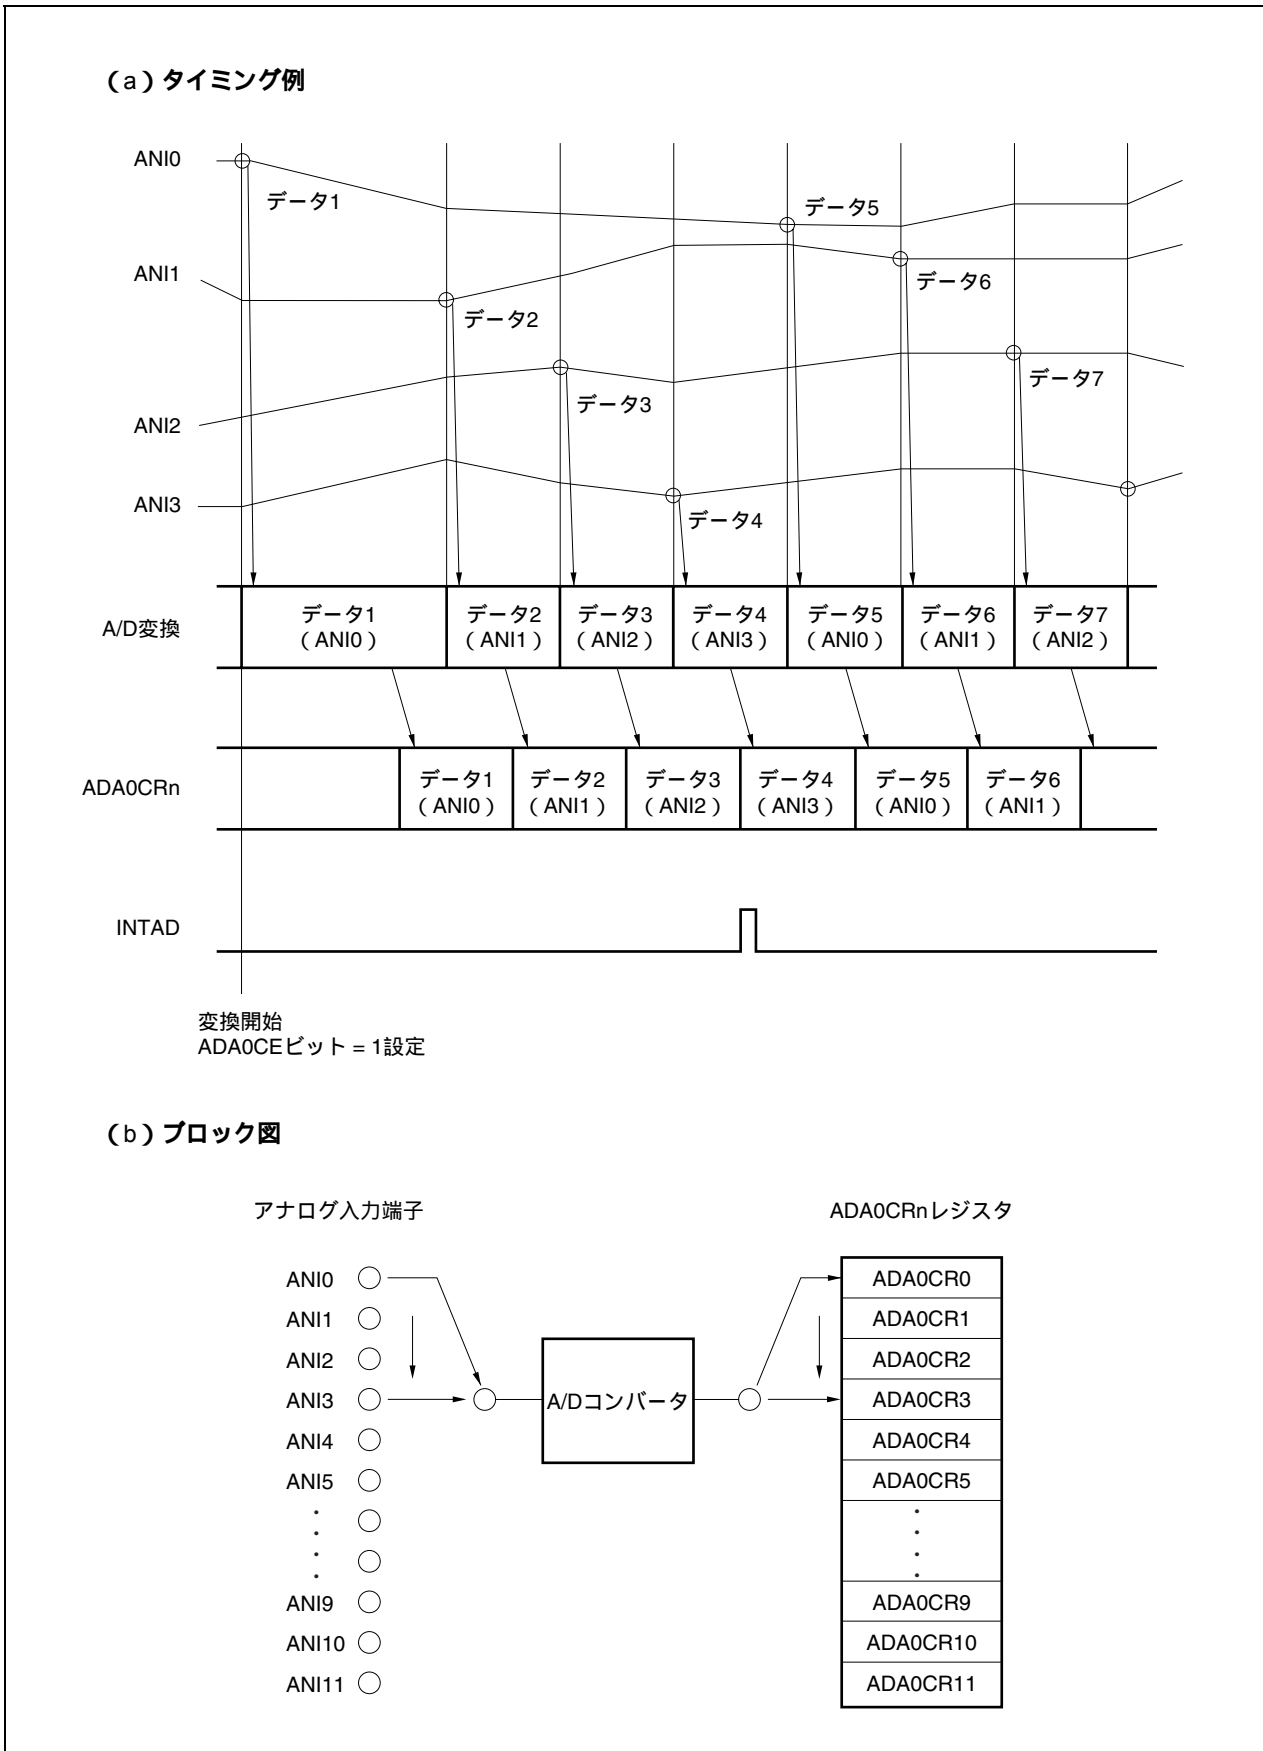 （a）タイミング例
ANI0
データ1
データ5
ANI1
データ2
データ6
ANI2
データ3
データ7
ANI3
データ4
A/D変換
データ1
（ANI0）
データ2
（ANI1）
データ3
（ANI2）
データ4
（ANI3）
データ5
（ANI0）
データ6
（ANI1）
データ7
（ANI2）
ADA0CRn
データ1
（ANI0）
データ2
（ANI1）
データ3
（ANI2）
データ4
（ANI3）
データ5
（ANI0）
データ6
（ANI1）
INTAD
変換開始
ADA0CEビット = 1設定
（b）ブロック図
アナログ入力端子
ADA0CRnレジスタ
ANI0
ANI1
ANI2
ANI3
ANI4
ANI5
ANI9
ANI10
ANI11
A/Dコンバータ
ADA0CR0
ADA0CR1
ADA0CR2
ADA0CR3
ADA0CR4
ADA0CR5
ADA0CR9
ADA0CR10
ADA0CR11